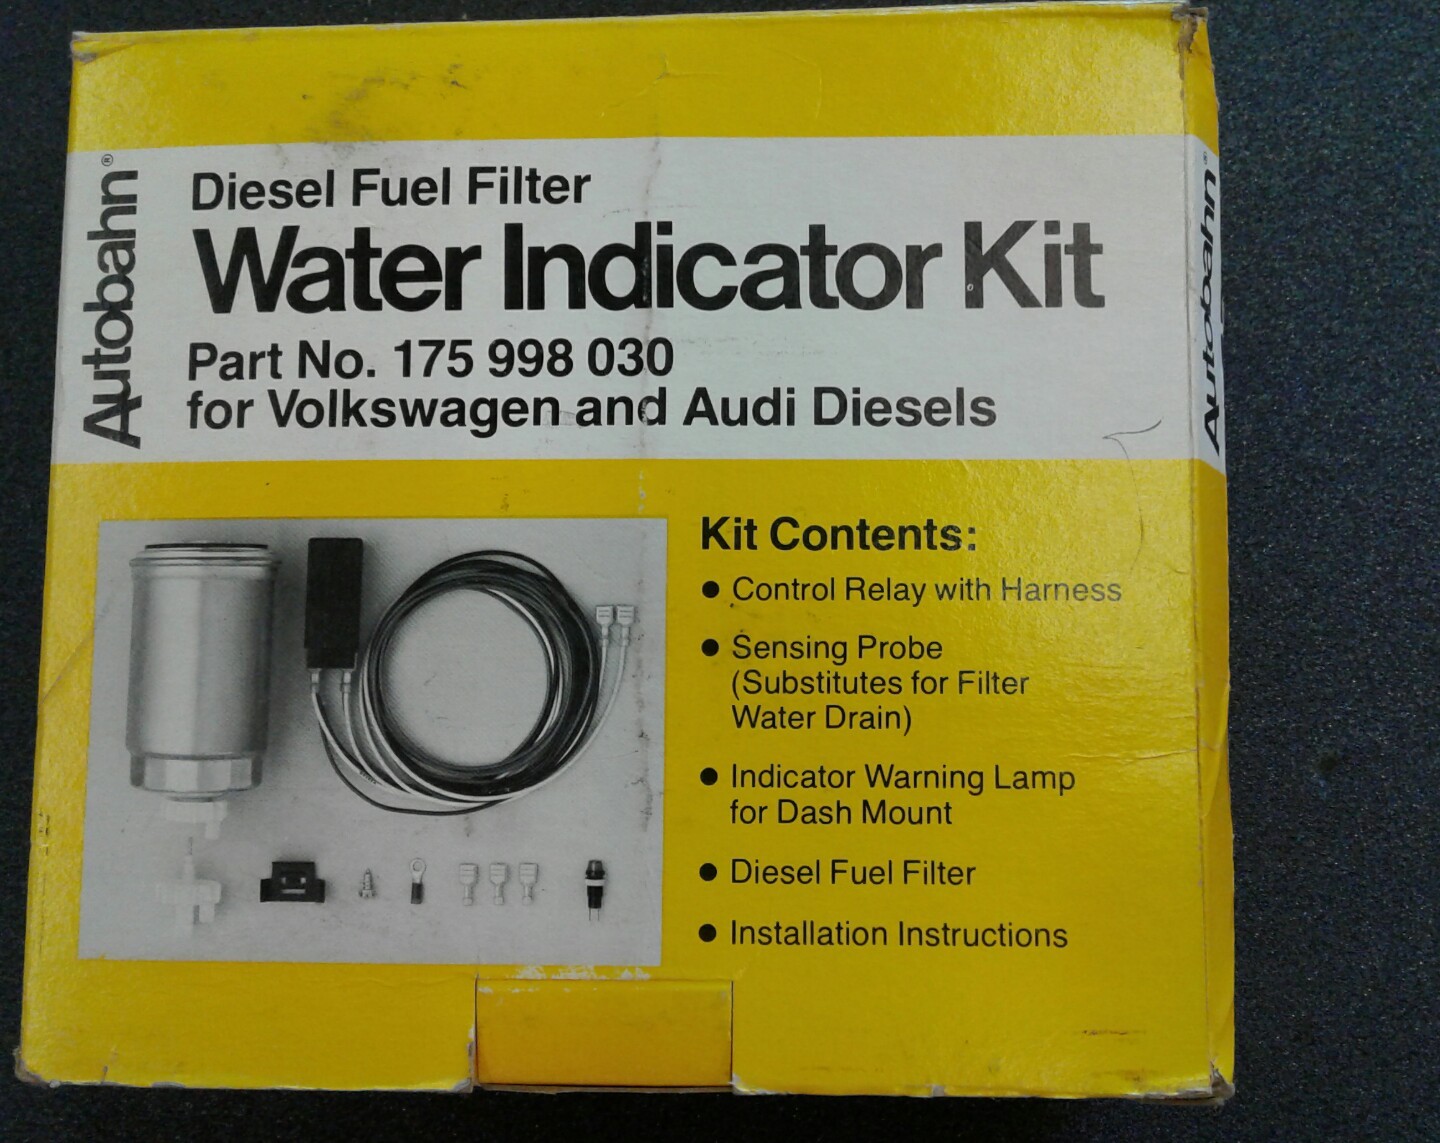 Autobahn®
Diesel Fuel Filter
Water Indicator Kit
Part No. 175 998 030
for Volkswagen and Audi Diesels
Kit Contents:
● Control Relay with Harness
● Sensing Probe
(Substitutes for Filter
Water Drain)
● Indicator Warning Lamp
for Dash Mount
● Diesel Fuel Filter
● Installation Instructions
Autobahn®